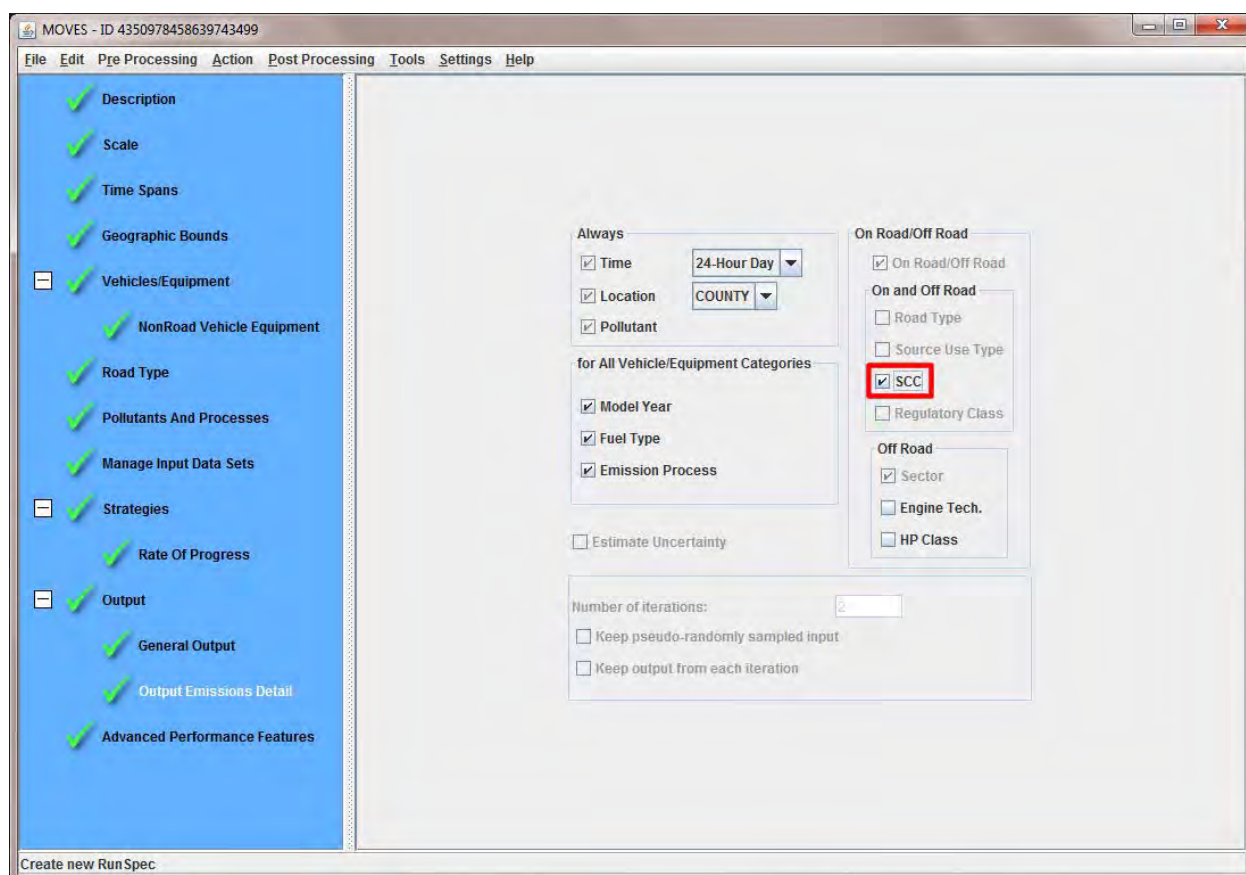 MOVES - ID 4350978458639743499
File Edit Pre Processing Action Post Processing Tools Settings Help
Description
Scale
Time Spans
Geographic Bounds
Vehicles/Equipment
NonRoad Vehicle Equipment
Road Type
Pollutants And Processes
Manage Input Data Sets
Strategies
Rate Of Progress
Output
General Output
Output Emissions Detail
Advanced Performance Features
Always
Time 24-Hour Day
Location COUNTY
Pollutant
for All Vehicle/Equipment Categories
Model Year
Fuel Type
Emission Process
Estimate Uncertainty
On Road/Off Road
On Road/Off Road
On and Off Road
Road Type
Source Use Type
SCC
Regulatory Class
Off Road
Sector
Engine Tech.
HP Class
Number of iterations: 2
Keep pseudo-randomly sampled input
Keep output from each iteration
Create new RunSpec